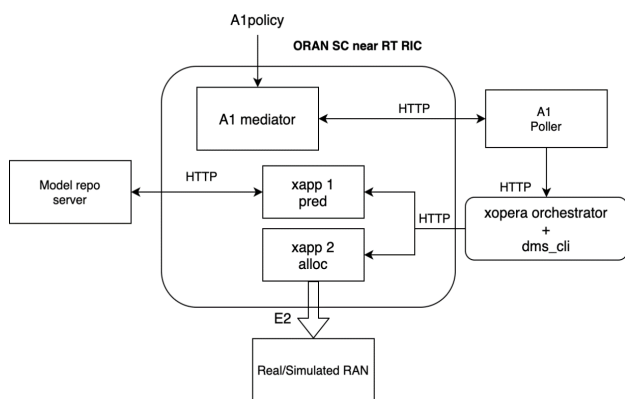 A1policy
ORAN SC near RT RIC
A1 mediator
HTTP
A1
Poller
HTTP
Model repo
server
HTTP
xapp 1
pred
HTTP
xopera orchestrator
+
dms_cli
xapp 2
alloc
E2
Real/Simulated RAN